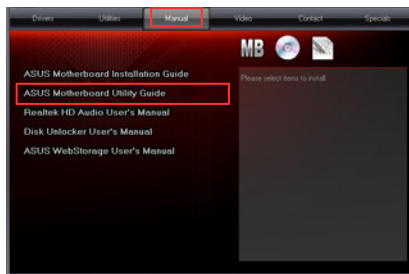 Drivers Utilities Manual Video Contact Specials
MB
ASUS Motherboard Installation Guide
Please select items to install.
ASUS Motherboard Utility Guide
Realtek HD Audio User's Manual
Disk Unlocker User's Manual
ASUS WebStorage User's Manual